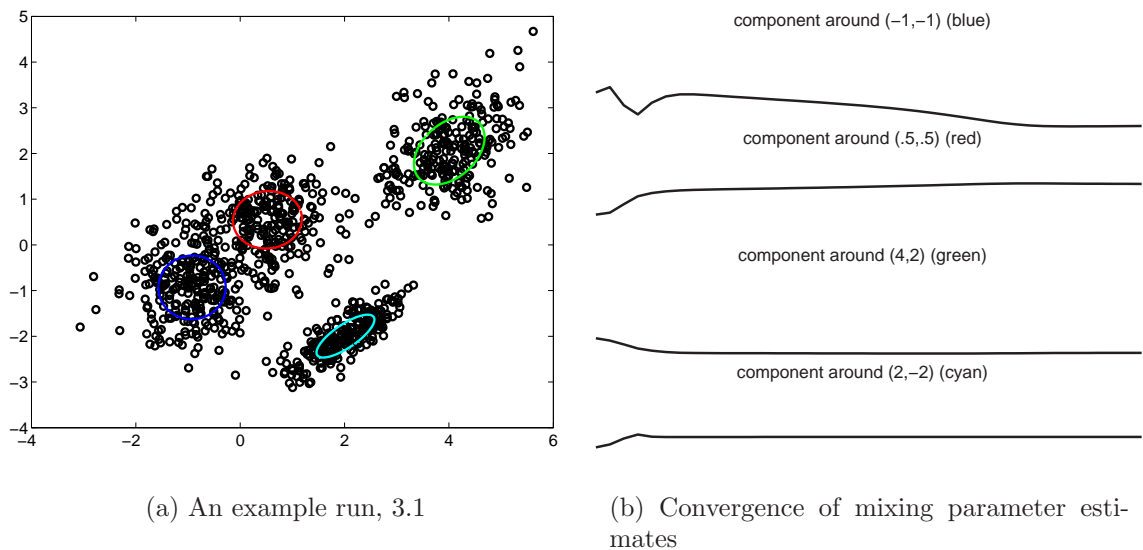 5
4
3
2
1
0
−1
−2
−3
−4
−4 −2 0 2 4 6
component around (−1,−1) (blue)
component around (.5,.5) (red)
component around (4,2) (green)
component around (2,−2) (cyan)
(a) An example run, 3.1
(b) Convergence of mixing parameter esti-
mates